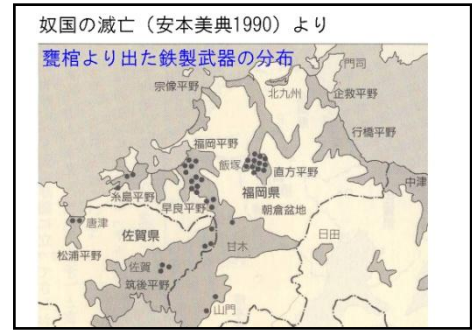 奴国の滅亡（安本美典1990）より
甕棺より出た鉄製武器の分布
宗像平野
門司
北九州
企救平野
福岡平野
行橋平野
飯塚
直方平野
糸島平野
早良平野
福岡県
中津
唐津
朝倉盆地
佐賀県
日田
松浦平野
甘木
佐賀
筑後平野
山門